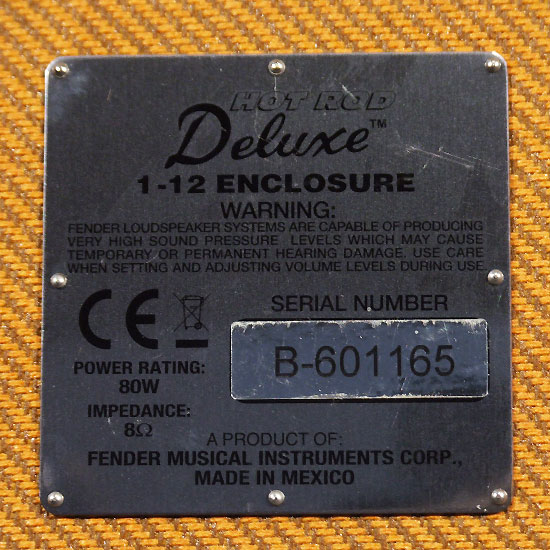 HOT ROD
Deluxe™
1-12 ENCLOSURE
WARNING:
FENDER LOUDSPEAKER SYSTEMS ARE CAPABLE OF PRODUCING
VERY HIGH SOUND PRESSURE LEVELS WHICH MAY CAUSE
TEMPORARY OR PERMANENT HEARING DAMAGE. USE CARE
WHEN SETTING AND ADJUSTING VOLUME LEVELS DURING USE.
CE
SERIAL NUMBER
B-601165
POWER RATING:
80W
IMPEDANCE:
8Ω
A PRODUCT OF:
FENDER MUSICAL INSTRUMENTS CORP.,
MADE IN MEXICO